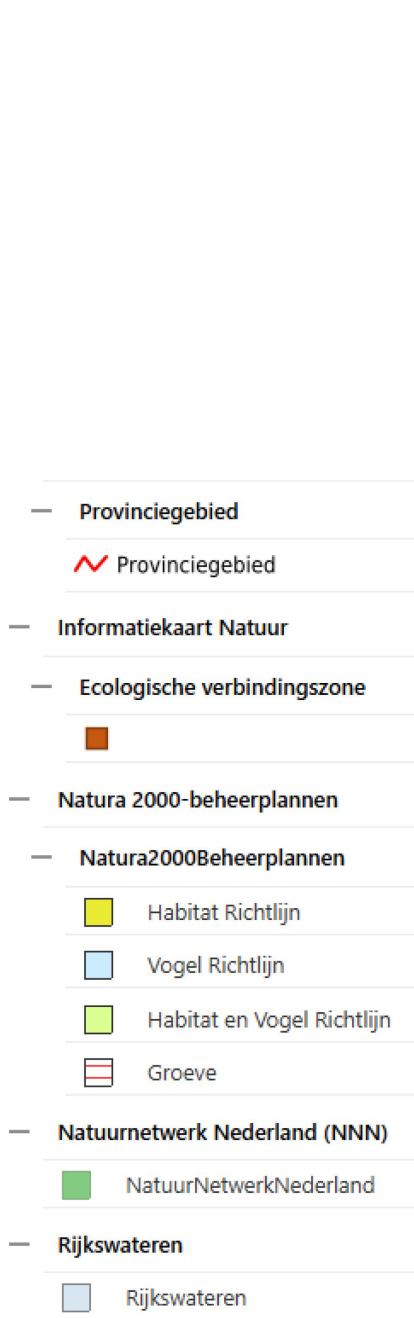 Provinciegebied
Provinciegebied
Informatiekaart Natuur
Ecologische verbindingszone
Natura 2000-beheerplannen
Natura2000Beheerplannen
Habitat Richtlijn
Vogel Richtlijn
Habitat en Vogel Richtlijn
Groeve
Natuurnetwerk Nederland (NNN)
NatuurNetwerkNederland
Rijkswateren
Rijkswateren